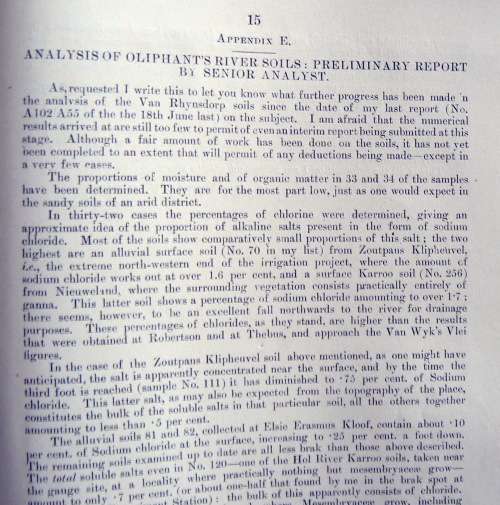 15
APPENDIX E.
ANALYSIS OF OLIPHANT'S RIVER SOILS: PRELIMINARY REPORT
BY SENIOR ANALYST.
As, requested I write this to let you know what further progress has been made 'n
the analysis of the Van Rhynsdorp soils since the date of my last report (No.
A102 A55 of the the 18th June last) on the subject. I am afraid that the numerical
results arrived at are still too few to permit of even an interim report being submitted at this
stage. Although a fair amount of work has been done on the soils, it has not yet
been completed to an extent that will permit of any deductions being made—except in
a very few cases.
The proportions of moisture and of organic matter in 33 and 34 of the samples
have been determined. They are for the most part low, just as one would expect in
the sandy soils of an arid district.
In thirty-two cases the percentages of chlorine were determined, giving an
approximate idea of the proportion of alkaline salts present in the form of sodium
chloride. Most of the soils show comparatively small proportions of this salt; the two
highest are an alluvial surface soil (No. 70 in my list) from Zoutpans Klipheuvel,
i.e., the extreme north-western end of the irrigation project, where the amount of
sodium chloride works out at over 1.6 per cent, and a surface Karroo soil (No. 256)
from Nieuwelust, where the surrounding vegetation consists practically entirely of
ganna. This latter soil shows a percentage of sodium chloride amounting to over 1·7;
there seems, however, to be an excellent fall northwards to the river for drainage
purposes. These percentages of chlorides, as they stand, are higher than the results
that were obtained at Robertson and at Thebus, and approach the Van Wyk's Vlei
figures.
In the case of the Zoutpans Klipheuvel soil above mentioned, as one might have
anticipated, the salt is apparently concentrated near the surface, and by the time the
third foot is reached (sample No. 111) it has diminished to ·75 per cent. of Sodium
chloride. This latter salt, as may also be expected from the topography of the place,
constitutes the bulk of the soluble salts in that particular soil, all the others together
amounting to less than ·5 per cent.
The alluvial soils 81 and 82, collected at Elsie Erasmus Kloof, contain about ·10
per cent. of Sodium chloride at the surface, increasing to ·25 per cent. a foot down.
The remaining soils examined up to date are all less brak than those above described.
The total soluble salts even in No. 120—one of the Hol River Karroo soils, taken near
the gauge site, at a locality where practically nothing but mesembryaceæ grow—
amount to only ·7 per cent. (or about one-half that found by me in the brak spot at
Station) : the bulk of this apparently consists of chloride.
Mesembryaceæ grow, including